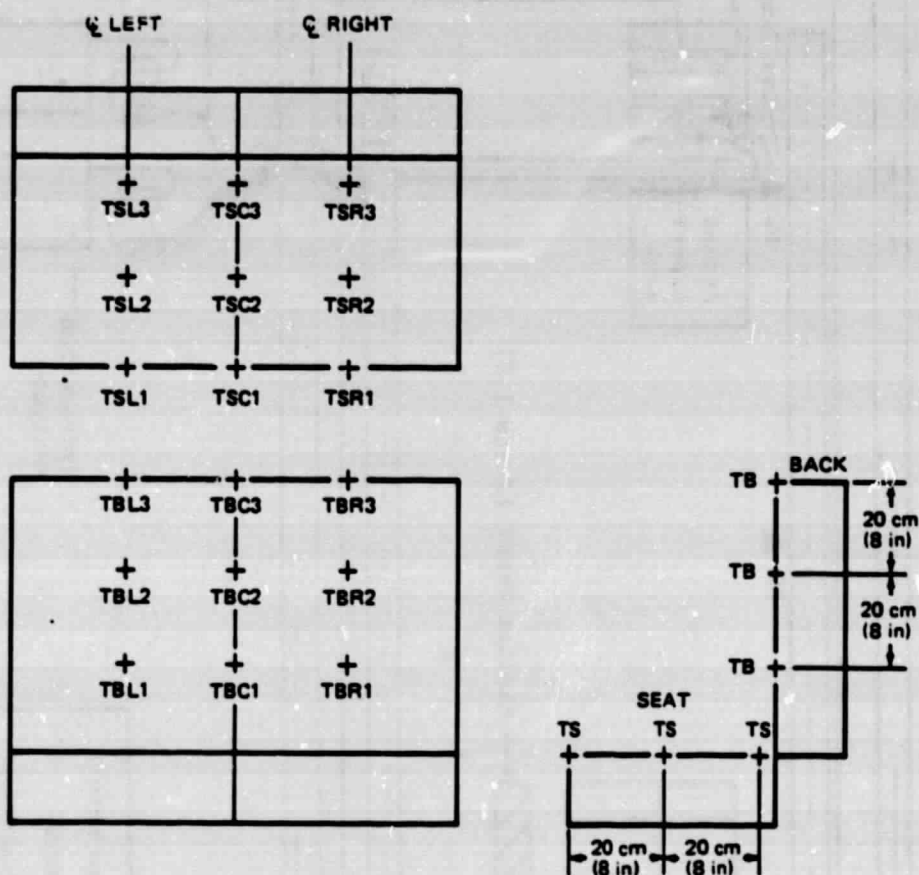 ℄ LEFT ℄ RIGHT
TSL3 TSC3 TSR3
TSL2 TSC2 TSR2
TSL1 TSC1 TSR1
TBL3 TBC3 TBR3
TBL2 TBC2 TBR2
TBL1 TBC1 TBR1
TB BACK
20 cm
(8 in)
TB
20 cm
(8 in)
TB
SEAT
TS TS TS
20 cm 20 cm
(8 in) (8 in)